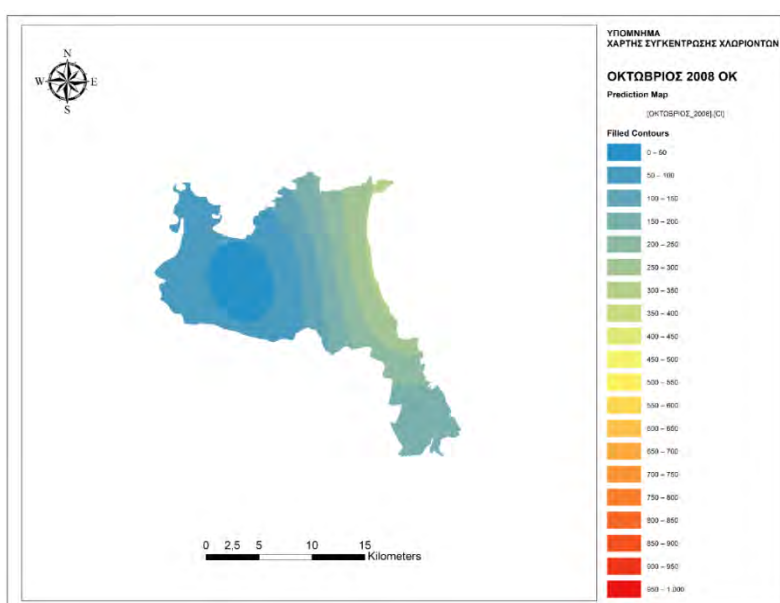 N
W E
S
0 2,5 5 10 15
Kilometers
ΥΠΟΜΝΗΜΑ
ΧΑΡΤΗΣ ΣΥΓΚΕΝΤΡΩΣΗΣ ΧΛΩΡΙΟΝΤΩΝ
ΟΚΤΩΒΡΙΟΣ 2008 ΟΚ
Prediction Map
[ΟΚΤΩΒΡΙΟΣ_2008].[Cl]
Filled Contours
0 – 50
50 – 100
100 – 150
150 – 200
200 – 250
250 – 300
300 – 350
350 – 400
400 – 450
450 – 500
500 – 550
550 – 600
600 – 650
650 – 700
700 – 750
750 – 800
800 – 850
850 – 900
900 – 950
950 – 1.000